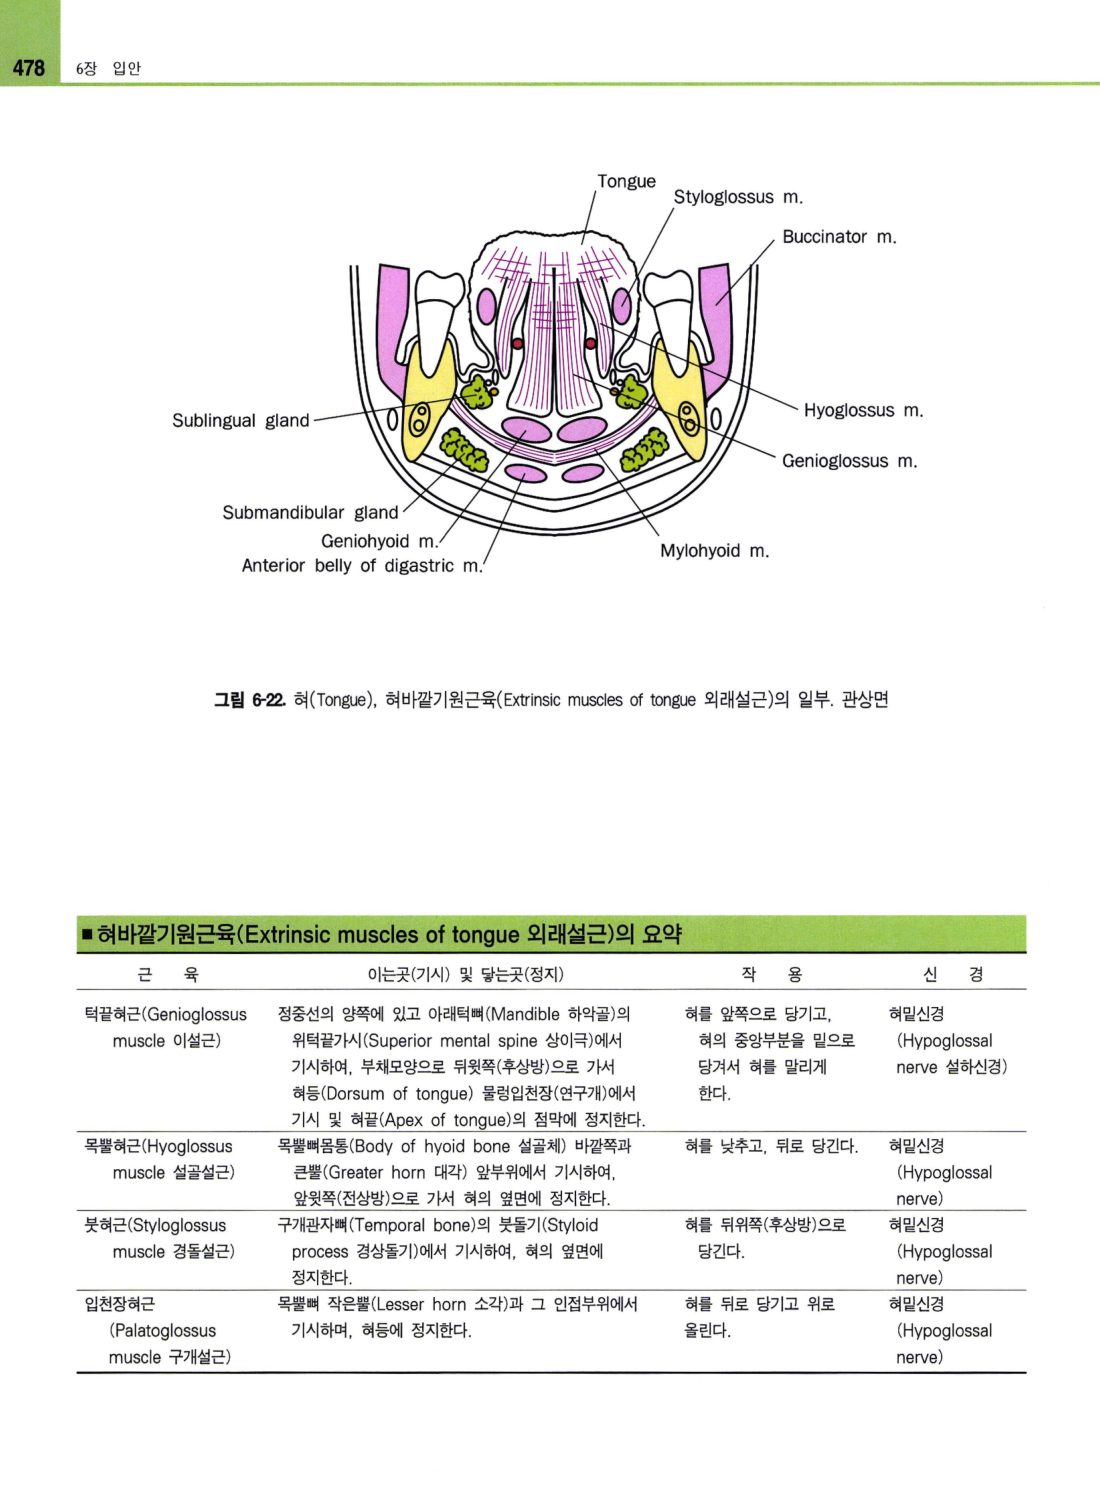 478
6장 입안
Tongue
Styloglossus m.
Buccinator m.
Sublingual gland
Hyoglossus m.
Genioglossus m.
Submandibular gland
Geniohyoid m.
Mylohyoid m.
Anterior belly of digastric m.
그림 6-22. 혀(Tongue), 혀바깥기원근육(Extrinsic muscles of tongue 외래설근)의 일부. 관상면
■ 혀바깥기원근육(Extrinsic muscles of tongue 외래설근)의 요약
근 육 이는곳(기시) 및 닿는곳(정지) 작 용 신 경
턱끝혀근(Genioglossus 정중선의 양쪽에 있고 아래턱뼈(Mandible 하악골)의 혀를 앞쪽으로 당기고, 혀밑신경
muscle 이설근) 위턱끝가시(Superior mental spine 상이극)에서 혀의 중앙부분을 밑으로 (Hypoglossal
기시하여, 부채모양으로 뒤윗쪽(후상방)으로 가서 당겨서 혀를 말리게 nerve 설하신경)
혀등(Dorsum of tongue) 물렁입천장(연구개)에서 한다.
기시 및 혀끝(Apex of tongue)의 점막에 정지한다.
목뿔혀근(Hyoglossus 목뿔뼈몸통(Body of hyoid bone 설골체) 바깥쪽과 혀를 낮추고, 뒤로 당긴다. 혀밑신경
muscle 설골설근) 큰뿔(Greater horn 대각) 앞부위에서 기시하여, (Hypoglossal
앞윗쪽(전상방)으로 가서 혀의 옆면에 정지한다. nerve)
붓혀근(Styloglossus 구개관자뼈(Temporal bone)의 붓돌기(Styloid 혀를 뒤위쪽(후상방)으로 혀밑신경
muscle 경돌설근) process 경상돌기)에서 기시하여, 혀의 옆면에 당긴다. (Hypoglossal
정지한다. nerve)
입천장혀근 목뿔뼈 작은뿔(Lesser horn 소각)과 그 인접부위에서 혀를 뒤로 당기고 위로 혀밑신경
(Palatoglossus 기시하며, 혀등에 정지한다. 올린다. (Hypoglossal
muscle 구개설근) nerve)